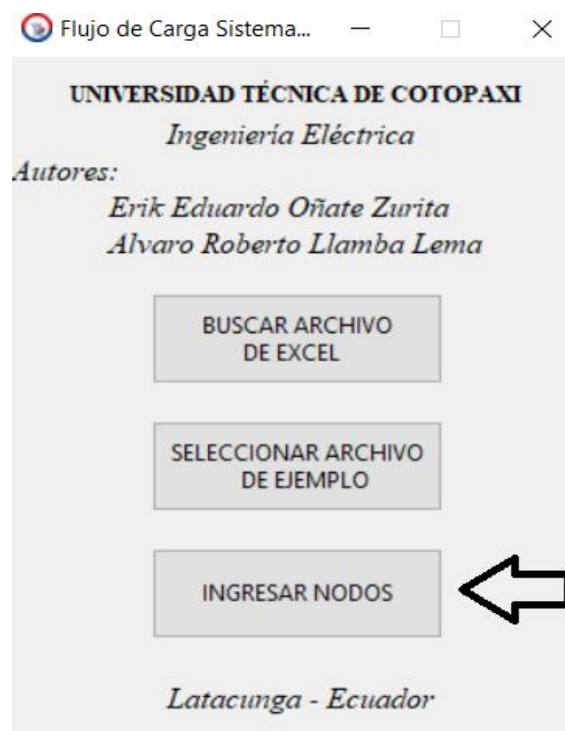 Flujo de Carga Sistema...
UNIVERSIDAD TÉCNICA DE COTOPAXI
Ingeniería Eléctrica
Autores:
Erik Eduardo Oñate Zurita
Alvaro Roberto Llamba Lema
BUSCAR ARCHIVO
DE EXCEL
SELECCIONAR ARCHIVO
DE EJEMPLO
INGRESAR NODOS
Latacunga - Ecuador